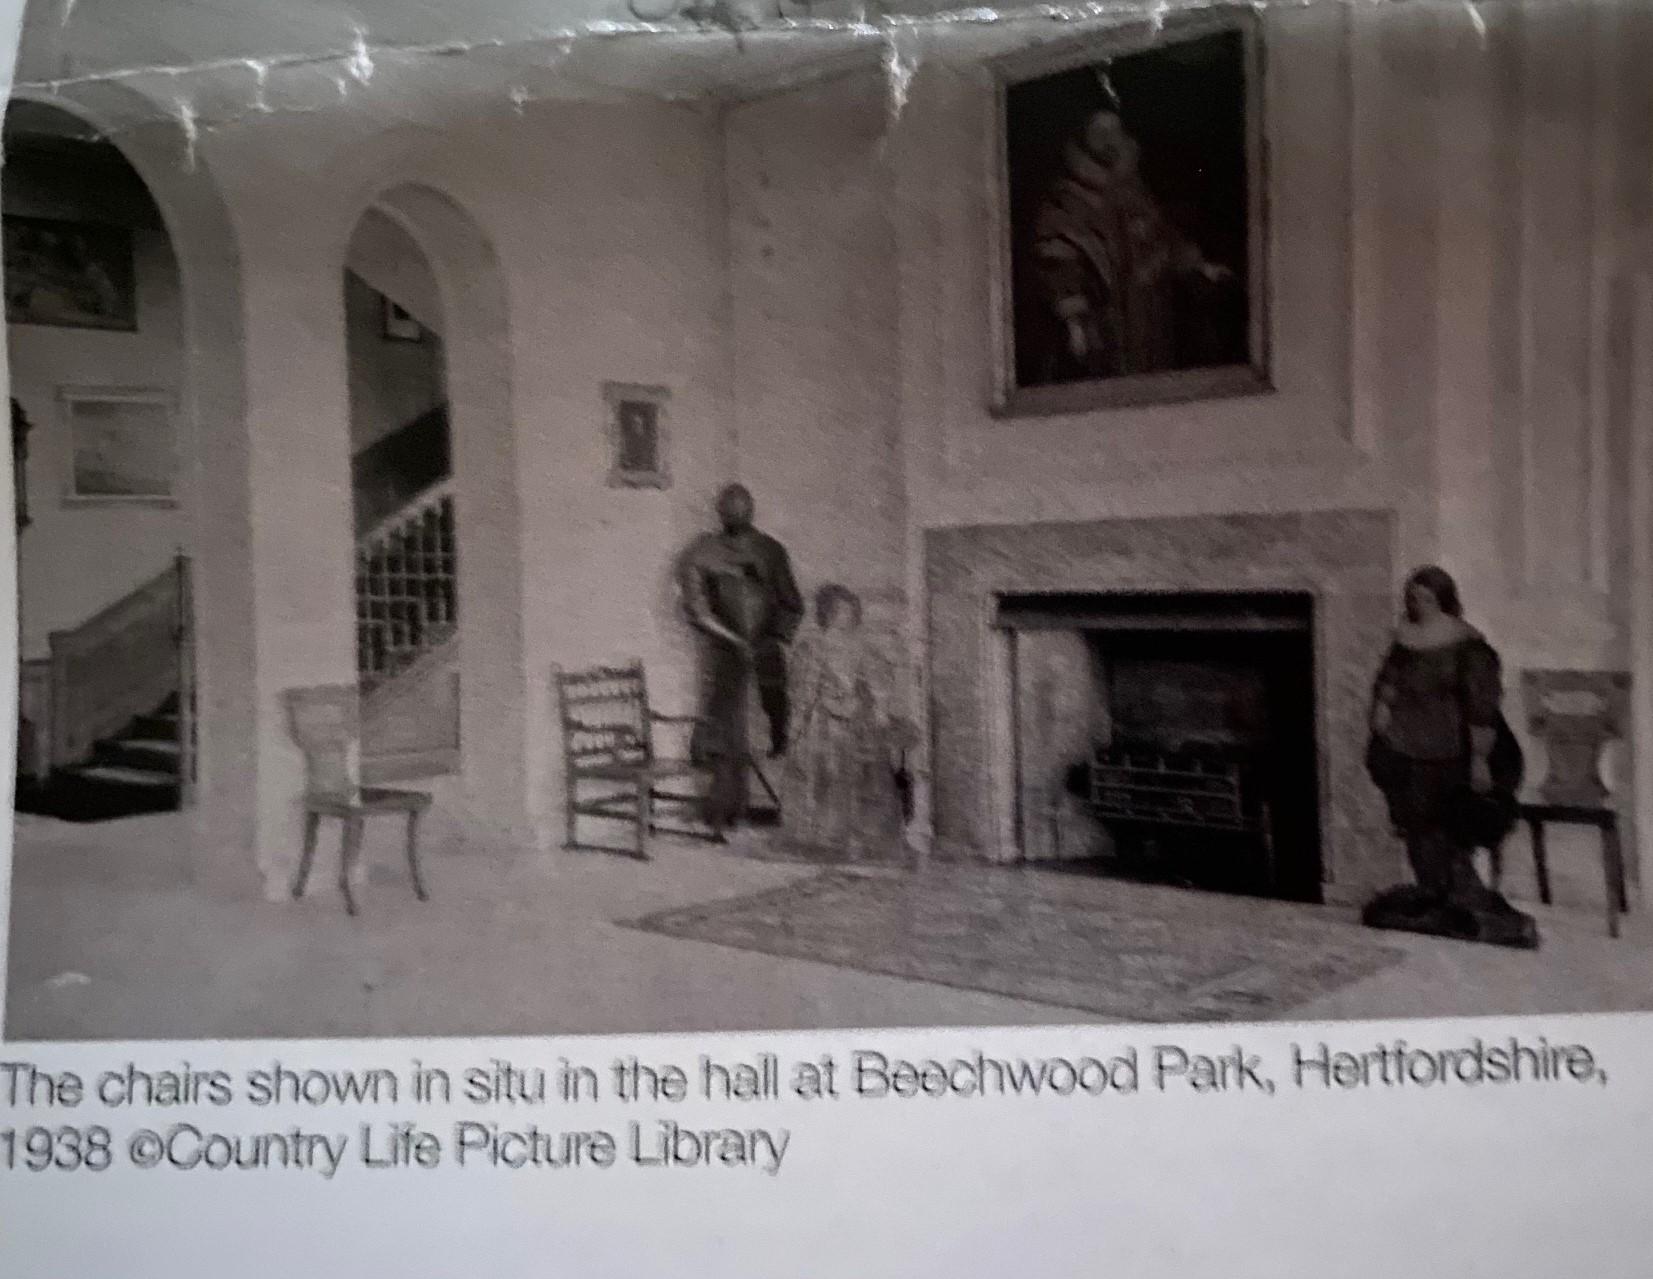 The chairs shown in situ in the hall at Beechwood Park, Hertfordshire,
1938 ©Country Life Picture Library